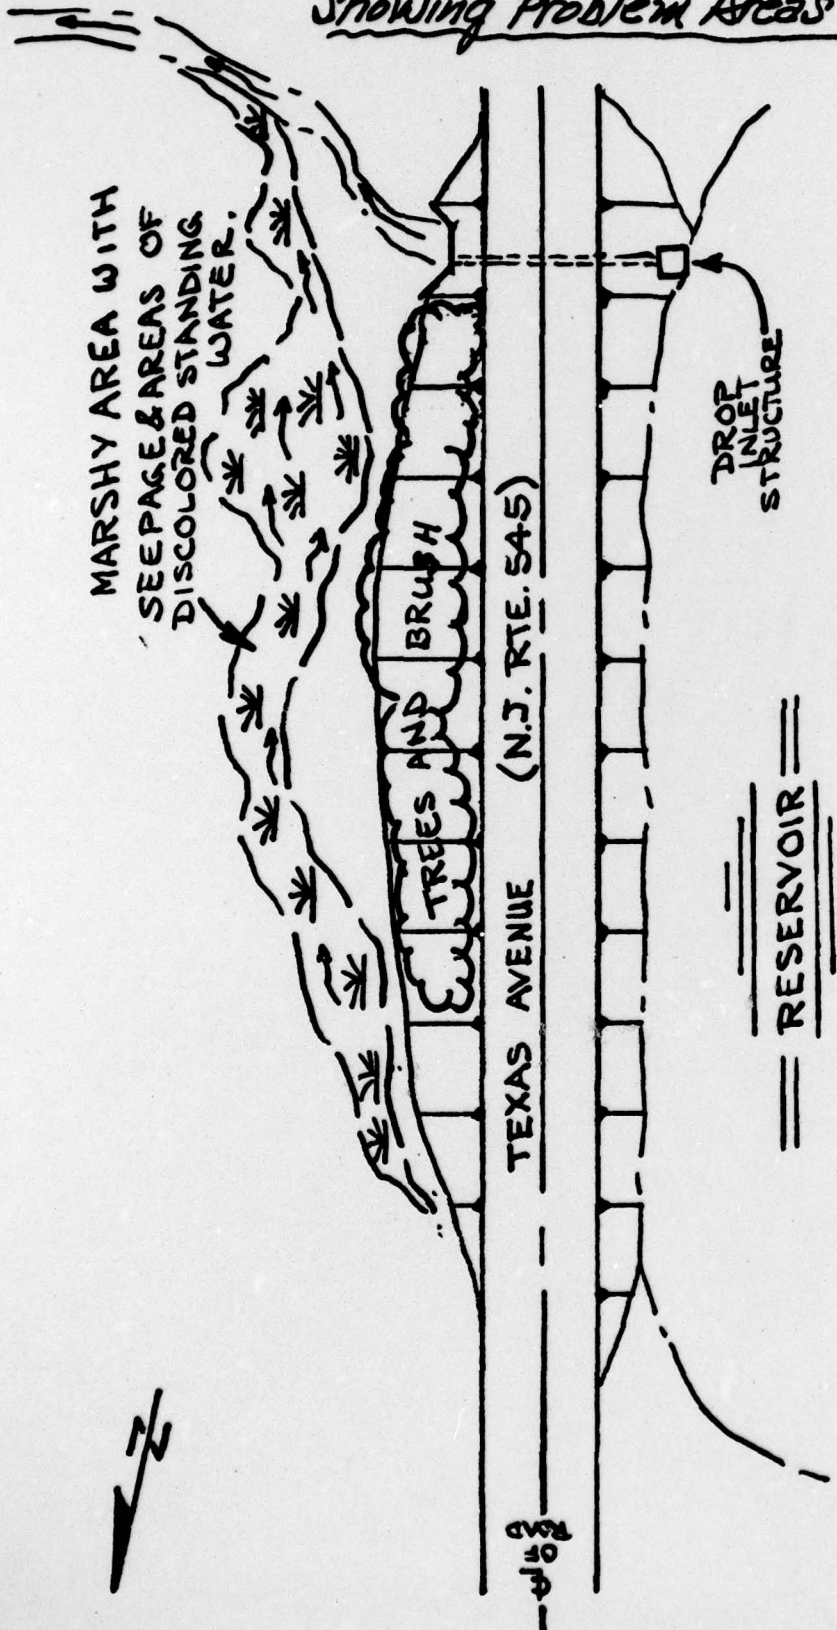 Showing Problem Areas
MARSHY AREA WITH
SEEPAGE & AREAS OF
DISCOLORED STANDING
WATER.
TREES AND BRUSH
TEXAS AVENUE (N.J. RTE. 545)
℄ OF
ROAD
DROP
INLET
STRUCTURE
RESERVOIR
N